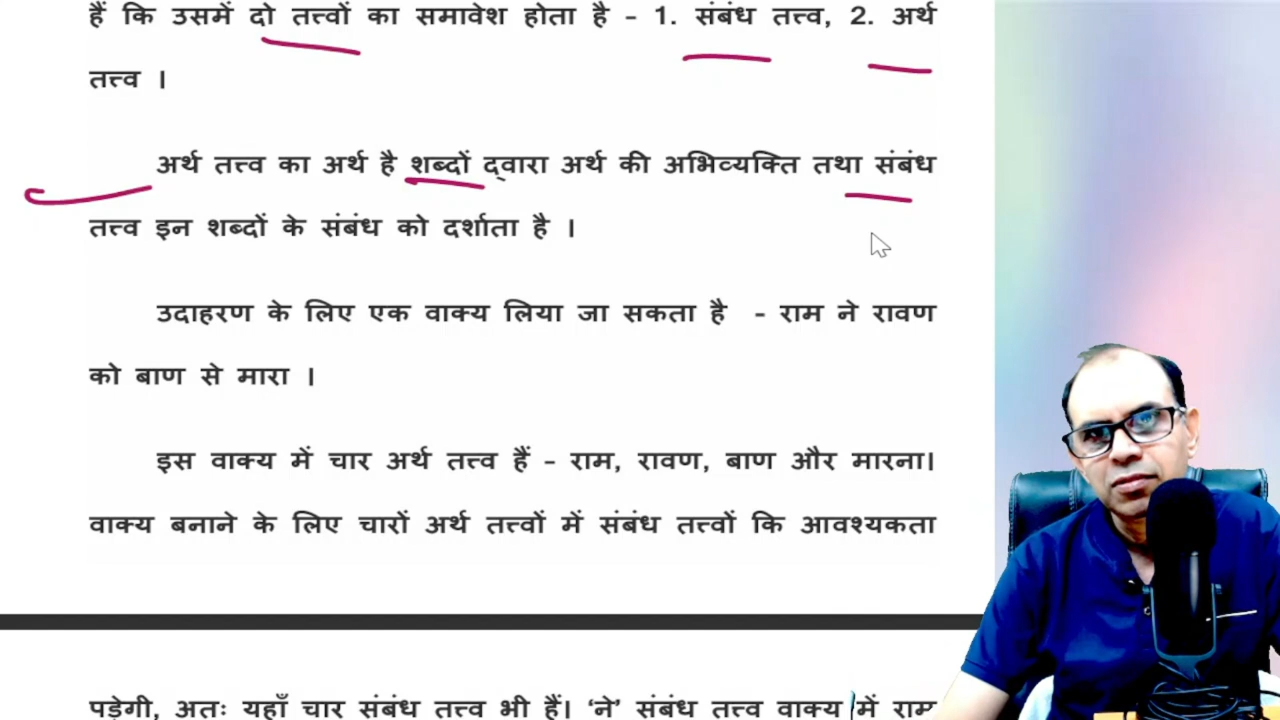 हैं कि उसमें दो तत्त्वों का समावेश होता है – 1. संबंध तत्त्व, 2. अर्थ
तत्त्व ।
अर्थ तत्त्व का अर्थ है शब्दों द्वारा अर्थ की अभिव्यक्ति तथा संबंध
तत्त्व इन शब्दों के संबंध को दर्शाता है ।
उदाहरण के लिए एक वाक्य लिया जा सकता है – राम ने रावण
को बाण से मारा ।
इस वाक्य में चार अर्थ तत्त्व हैं – राम, रावण, बाण और मारना।
वाक्य बनाने के लिए चारों अर्थ तत्त्वों में संबंध तत्त्वों कि आवश्यकता
पड़ेगी, अतः यहाँ चार संबंध तत्त्व भी हैं। ‘ने’ संबंध तत्त्व वाक्य में राम